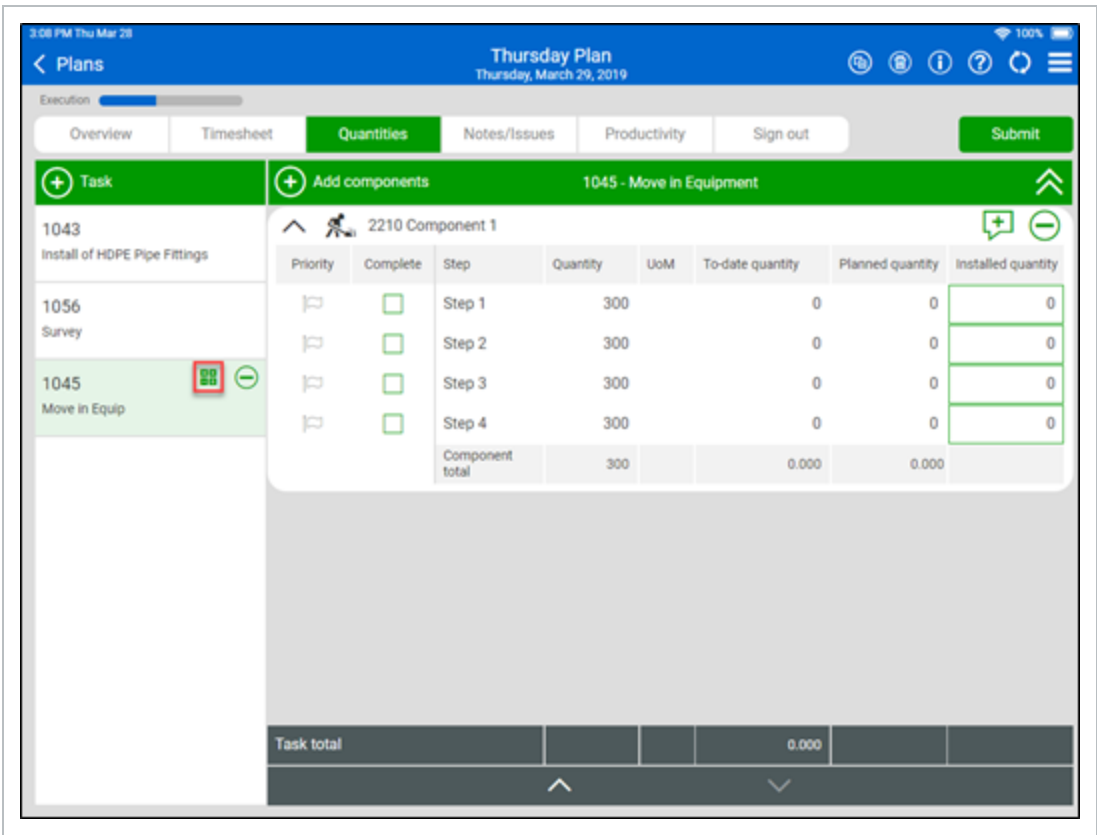 3:08 PM Thu Mar 28
100%
Plans
Thursday Plan
Thursday, March 29, 2019
Execution
Overview Timesheet Quantities Notes/Issues Productivity Sign out Submit
Task
Add components 1045 - Move in Equipment
1043
Install of HDPE Pipe Fittings
1056
Survey
1045
Move in Equip
2210 Component 1
Priority Complete Step Quantity UoM To-date quantity Planned quantity Installed quantity
Step 1 300 0 0 0
Step 2 300 0 0 0
Step 3 300 0 0 0
Step 4 300 0 0 0
Component
total 300 0.000 0.000
Task total 0.000